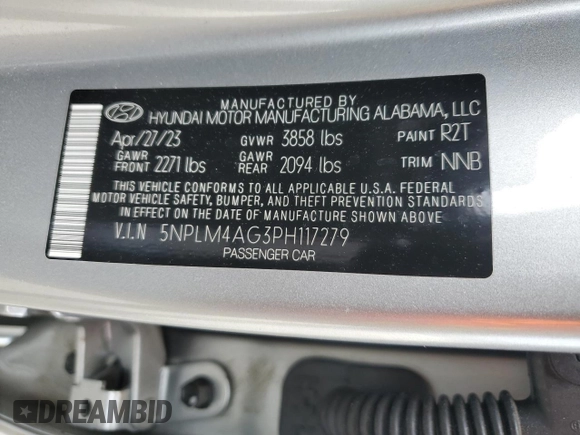 MANUFACTURED BY
HYUNDAI MOTOR MANUFACTURING ALABAMA, LLC
Apr/27/23 GVWR 3858 lbs PAINT R2T
GAWR FRONT 2271 lbs GAWR REAR 2094 lbs TRIM NNB
THIS VEHICLE CONFORMS TO ALL APPLICABLE U.S.A. FEDERAL
MOTOR VEHICLE SAFETY, BUMPER, AND THEFT PREVENTION STANDARDS
IN EFFECT ON THE DATE OF MANUFACTURE SHOWN ABOVE
V.I.N 5NPLM4AG3PH117279
PASSENGER CAR
DREAMBID